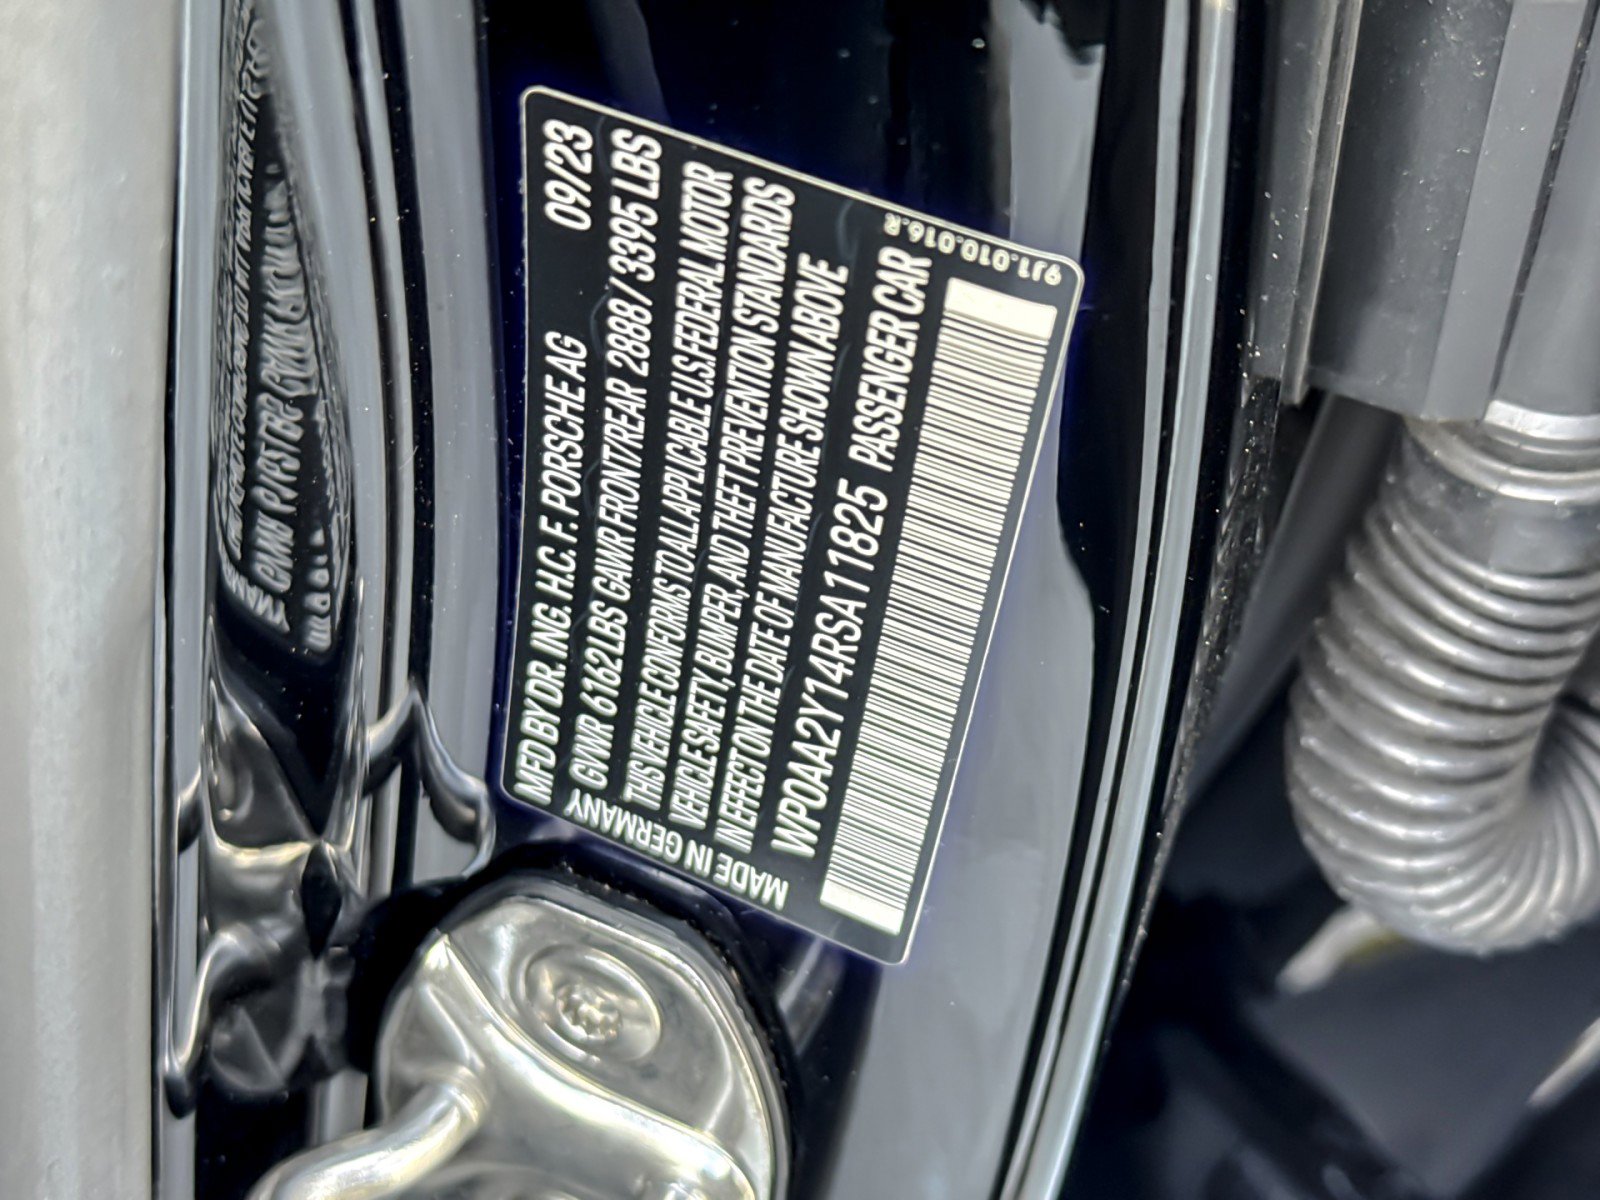 MFD BY DR. ING. H.C. F. PORSCHE AG 09/23
GVWR 6162LBS GAWR FRONT/REAR 2888 / 3395 LBS
THIS VEHICLE CONFORMS TO ALL APPLICABLE U.S. FEDERAL MOTOR
VEHICLE SAFETY, BUMPER, AND THEFT PREVENTION STANDARDS
IN EFFECT ON THE DATE OF MANUFACTURE SHOWN ABOVE
WP0AA2Y14RSA11825 PASSENGER CAR
MADE IN GERMANY
9J1.010.016.R